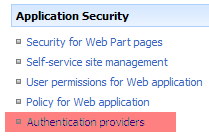 Application Security
Security for Web Part pages
Self-service site management
User permissions for Web application
Policy for Web application
Authentication providers